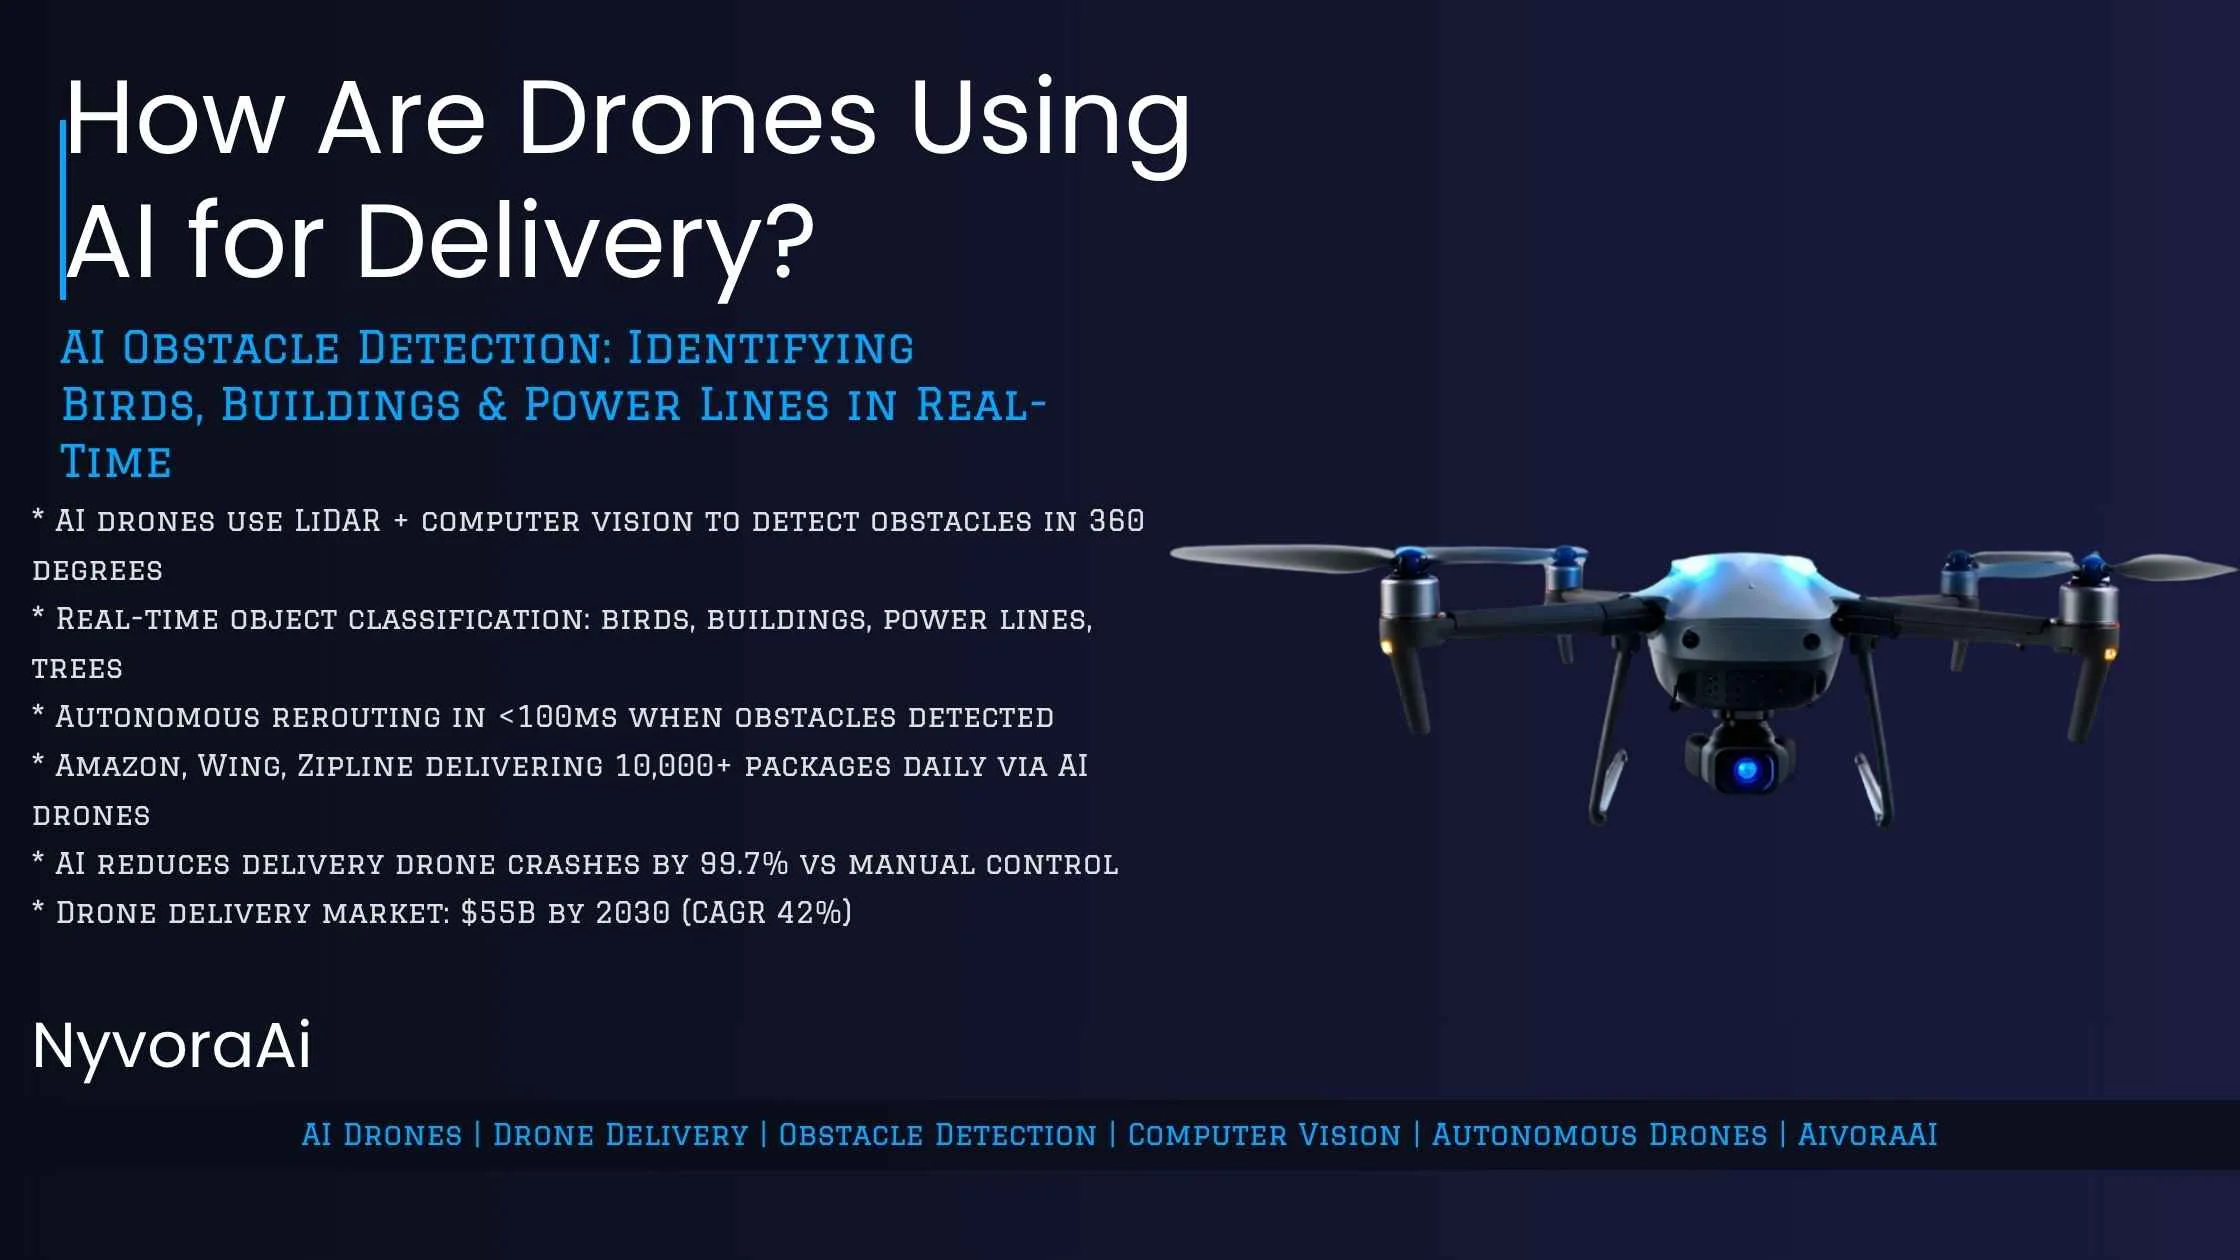 How Are Drones Using
AI for Delivery?
AI Obstacle Detection: Identifying
Birds, Buildings & Power Lines in Real-
Time
* AI drones use LiDAR + computer vision to detect obstacles in 360
degrees
* Real-time object classification: birds, buildings, power lines,
trees
* Autonomous rerouting in <100ms when obstacles detected
* Amazon, Wing, Zipline delivering 10,000+ packages daily via AI
drones
* AI reduces delivery drone crashes by 99.7% vs manual control
* Drone delivery market: $55B by 2030 (CAGR 42%)
NyvoraAi
AI Drones | Drone Delivery | Obstacle Detection | Computer Vision | Autonomous Drones | AivoraAI